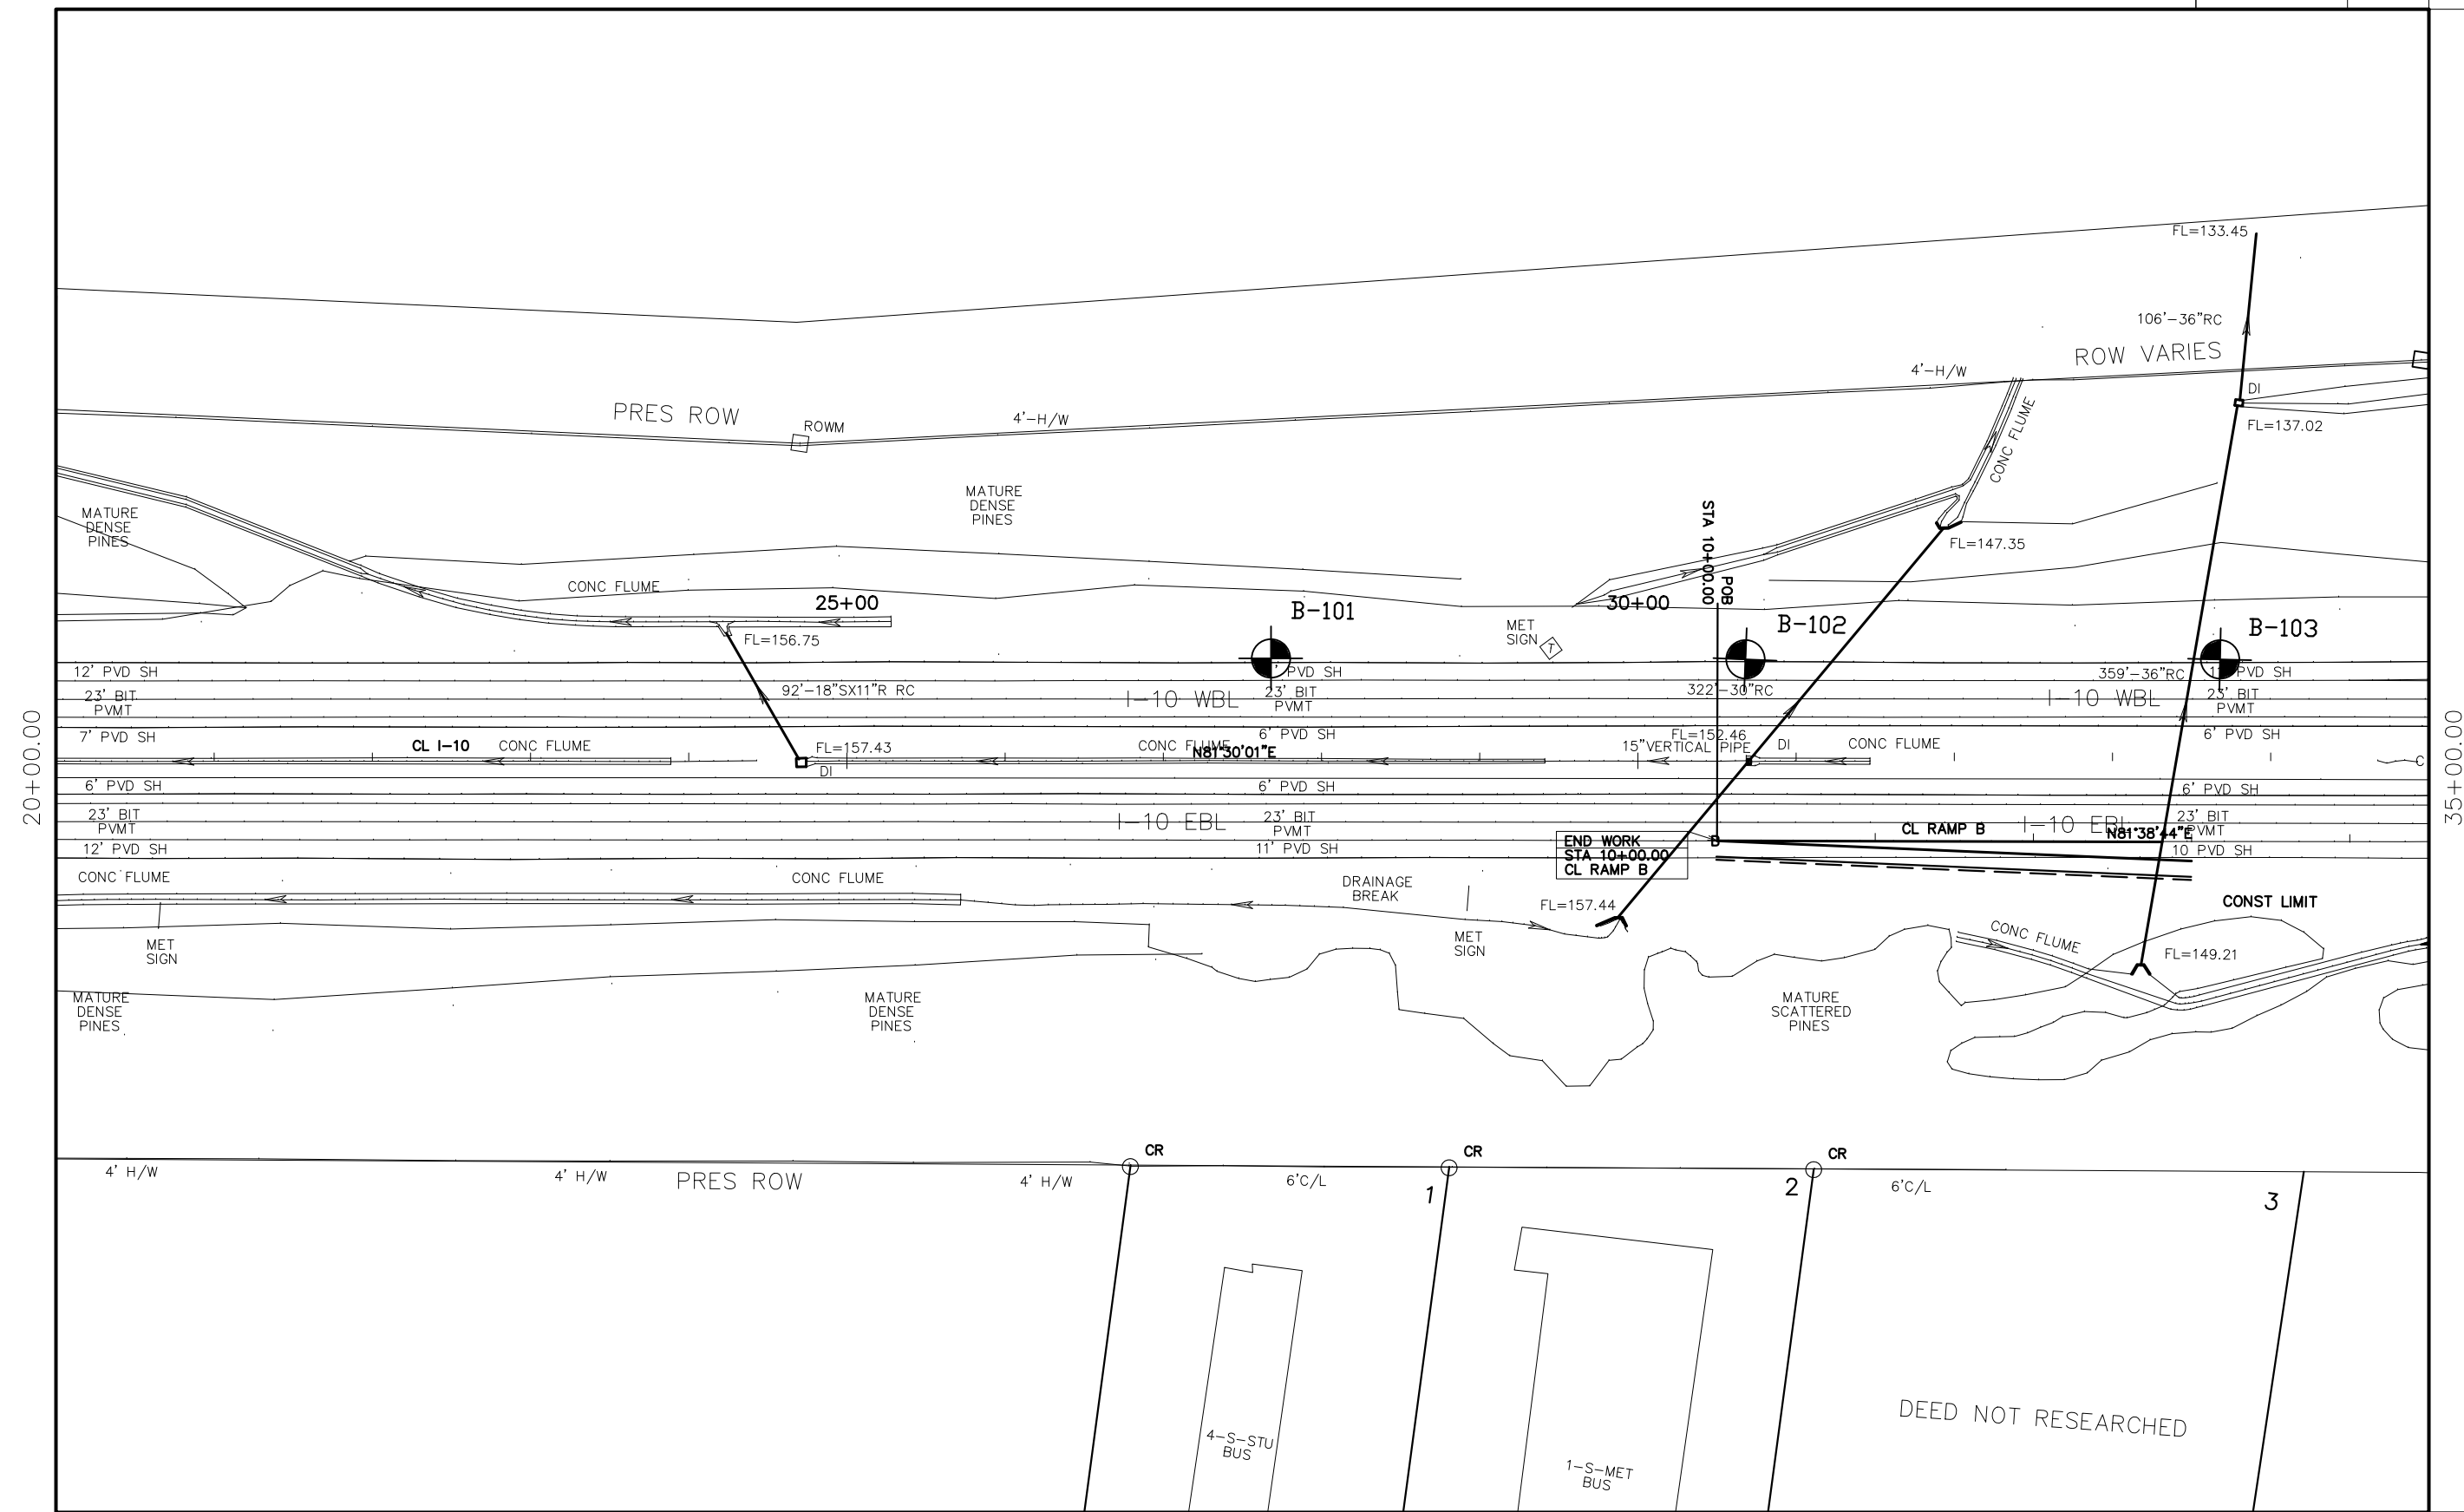 FL=133.45
106'-36"RC
ROW VARIES
4'-H/W
DI
CONC FLUME
PRES ROW
ROWM
4'-H/W
FL=137.02
MATURE
DENSE
PINES
MATURE
DENSE
PINES
STA 10+00.00
POB
FL=147.35
CONC FLUME
25+00
30+00
B-101
B-102
B-103
MET
SIGN
T
FL=156.75
12' PVD SH
' PVD SH
359'-36"RC
PVD SH
23' BIT
PVMT
92'-18"SX11"R RC
I-10 WBL
23' BIT
PVMT
322'-30"RC
I-10 WBL
23' BIT
PVMT
7' PVD SH
6' PVD SH
FL=152.46
6' PVD SH
20+00.00
35+00.00
CL I-10
CONC FLUME
FL=157.43
CONC FLUME
N81°30'01"E
15"VERTICAL PIPE
DI
CONC FLUME
C
DI
6' PVD SH
6' PVD SH
6' PVD SH
23' BIT
PVMT
I-10 EBL
23' BIT
PVMT
CL RAMP B
I-10 EBL
N81°38'44"E
23' BIT
PVMT
12' PVD SH
11' PVD SH
END WORK
STA 10+00.00
CL RAMP B
10 PVD SH
CONC FLUME
CONC FLUME
DRAINAGE
BREAK
FL=157.44
CONST LIMIT
MET
SIGN
MET
SIGN
CONC FLUME
FL=149.21
MATURE
DENSE
PINES
MATURE
DENSE
PINES
MATURE
SCATTERED
PINES
CR
CR
CR
4' H/W
4' H/W
PRES ROW
4' H/W
6'C/L
1
2
6'C/L
3
4-S-STU
BUS
1-S-MET
BUS
DEED NOT RESEARCHED